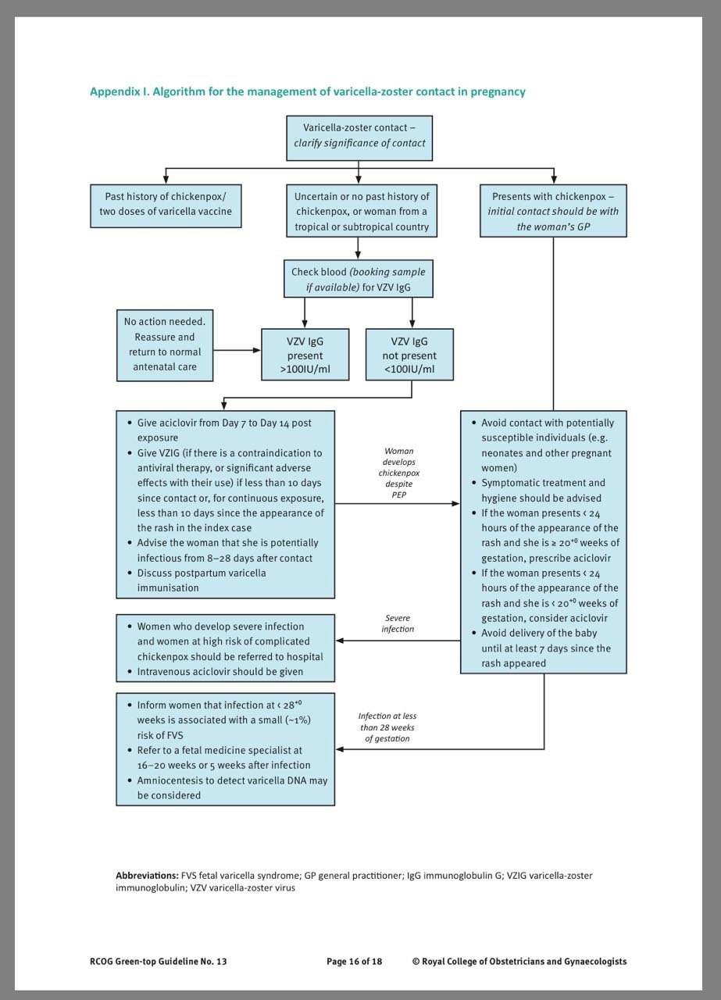 Appendix I. Algorithm for the management of varicella-zoster contact in pregnancy
Varicella-zoster contact –
clarify significance of contact
Past history of chickenpox/
two doses of varicella vaccine
Uncertain or no past history of
chickenpox, or woman from a
tropical or subtropical country
Presents with chickenpox –
initial contact should be with
the woman's GP
Check blood (booking sample
if available) for VZV IgG
No action needed.
Reassure and
return to normal
antenatal care
VZV IgG
present
>100IU/ml
VZV IgG
not present
<100IU/ml
• Give aciclovir from Day 7 to Day 14 post
exposure
• Give VZIG (if there is a contraindication to
antiviral therapy, or significant adverse
effects with their use) if less than 10 days
since contact or, for continuous exposure,
less than 10 days since the appearance of
the rash in the index case
• Advise the woman that she is potentially
infectious from 8–28 days after contact
• Discuss postpartum varicella
immunisation
Woman
develops
chickenpox
despite
PEP
• Avoid contact with potentially
susceptible individuals (e.g.
neonates and other pregnant
women)
• Symptomatic treatment and
hygiene should be advised
• If the woman presents < 24
hours of the appearance of the
rash and she is ≥ 20⁺⁰ weeks of
gestation, prescribe aciclovir
• If the woman presents < 24
hours of the appearance of the
rash and she is < 20⁺⁰ weeks of
gestation, consider aciclovir
• Avoid delivery of the baby
until at least 7 days since the
rash appeared
Severe
infection
• Women who develop severe infection
and women at high risk of complicated
chickenpox should be referred to hospital
• Intravenous aciclovir should be given
Infection at less
than 28 weeks
of gestation
• Inform women that infection at < 28⁺⁰
weeks is associated with a small (~1%)
risk of FVS
• Refer to a fetal medicine specialist at
16–20 weeks or 5 weeks after infection
• Amniocentesis to detect varicella DNA may
be considered
Abbreviations: FVS fetal varicella syndrome; GP general practitioner; IgG immunoglobulin G; VZIG varicella-zoster
immunoglobulin; VZV varicella-zoster virus
RCOG Green-top Guideline No. 13 Page 16 of 18 © Royal College of Obstetricians and Gynaecologists